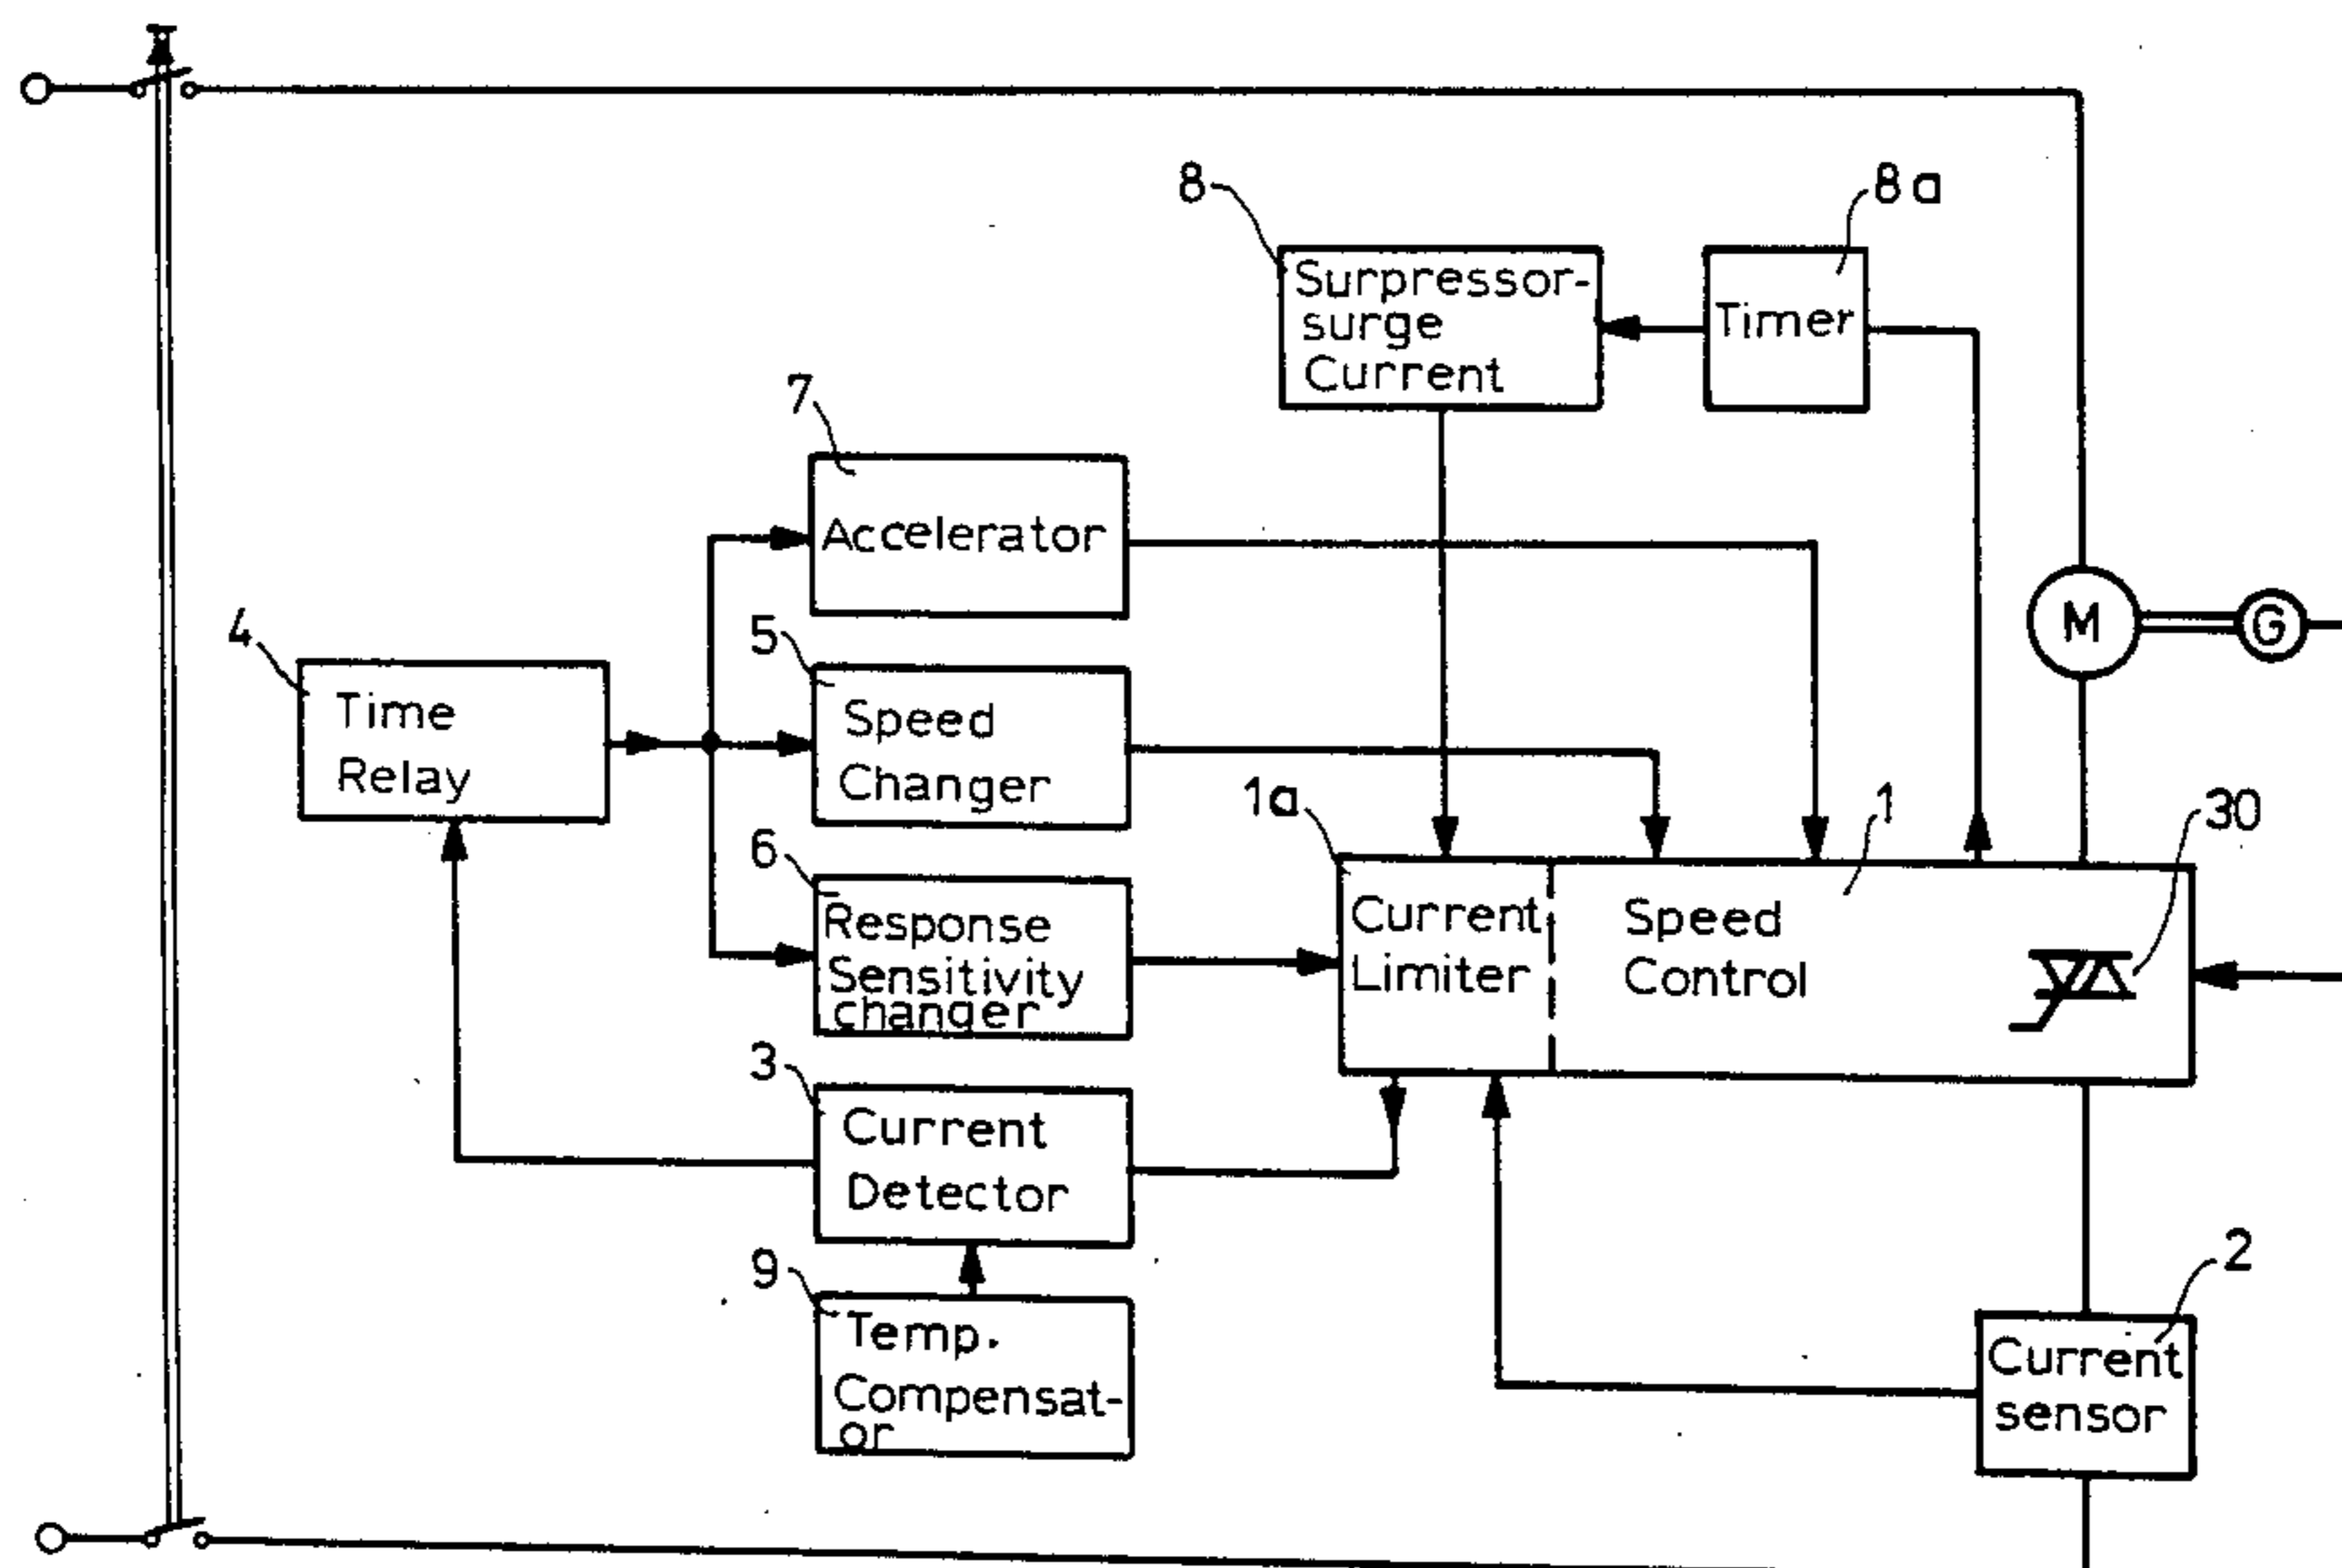 8
8a
Surpressor-
surge
Current
Timer
7
Accelerator
M
G
4
Time
Relay
5
Speed
Changer
1a
1
30
6
Response
Sensitivity
changer
Current
Limiter
Speed
Control
3
Current
Detector
9
Temp.
Compensat-
or
2
Current
sensor